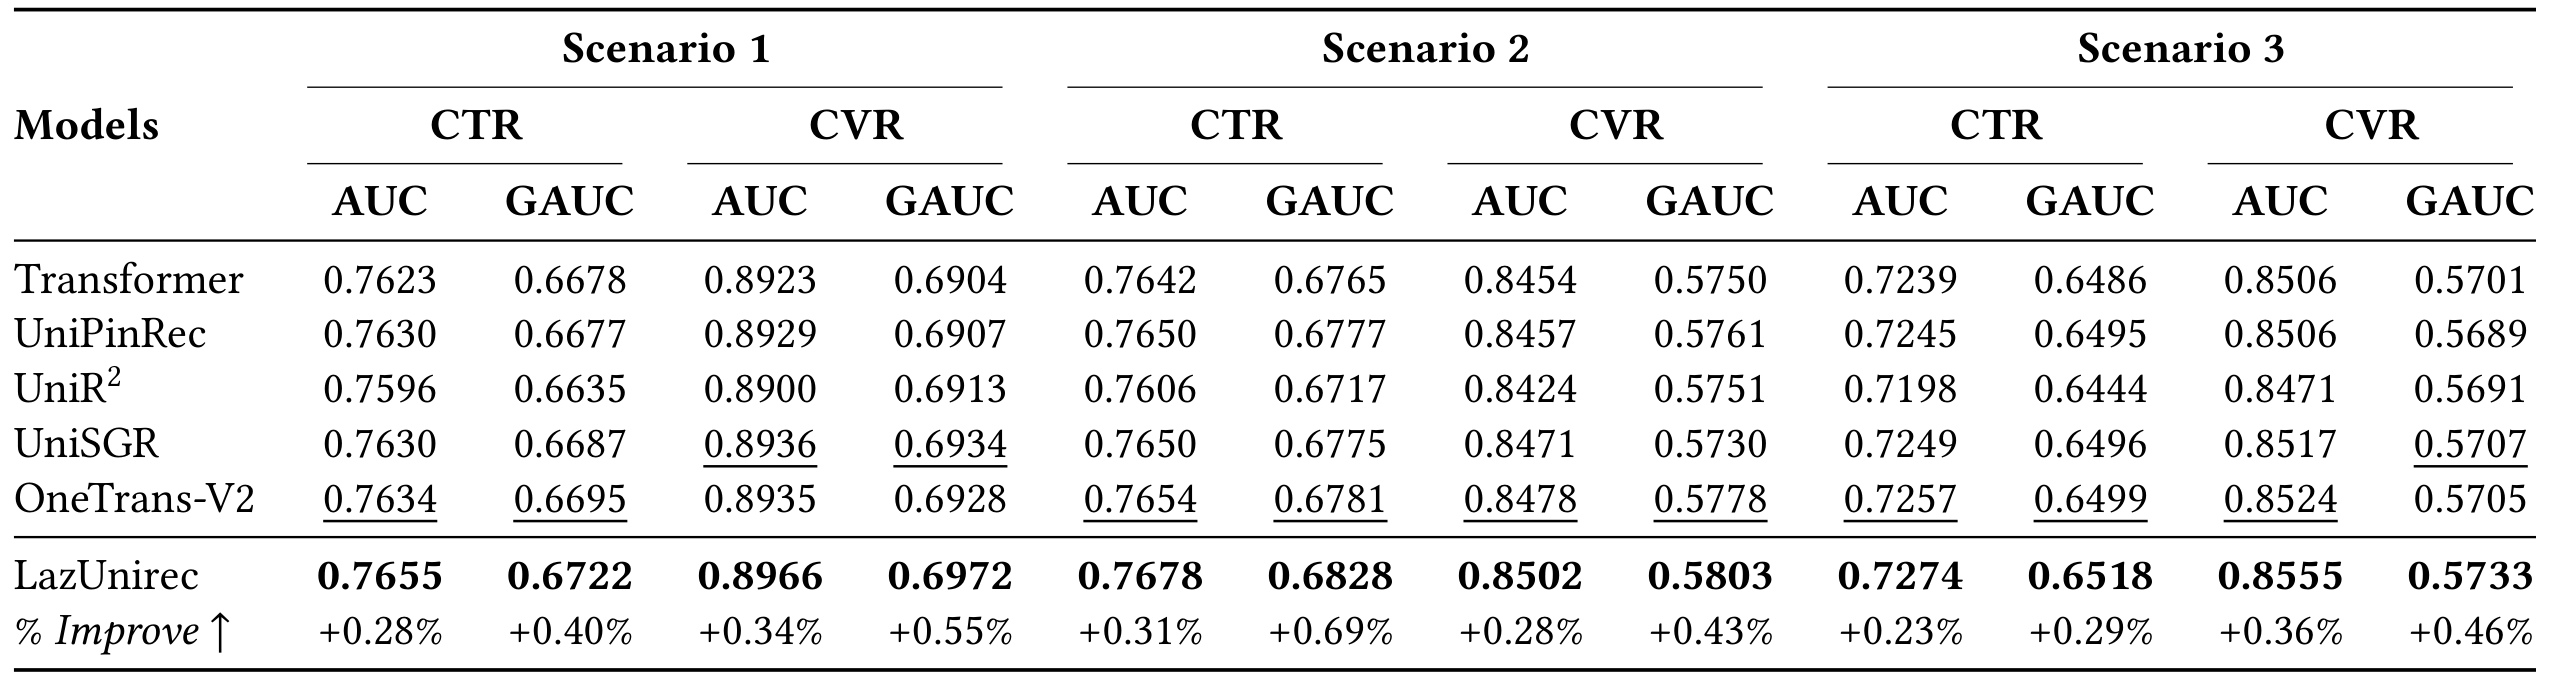 Scenario 1 Scenario 2 Scenario 3
Models CTR CVR CTR CVR CTR CVR
AUC GAUC AUC GAUC AUC GAUC AUC GAUC AUC GAUC AUC GAUC
Transformer 0.7623 0.6678 0.8923 0.6904 0.7642 0.6765 0.8454 0.5750 0.7239 0.6486 0.8506 0.5701
UniPinRec 0.7630 0.6677 0.8929 0.6907 0.7650 0.6777 0.8457 0.5761 0.7245 0.6495 0.8506 0.5689
UniR² 0.7596 0.6635 0.8900 0.6913 0.7606 0.6717 0.8424 0.5751 0.7198 0.6444 0.8471 0.5691
UniSGR 0.7630 0.6687 0.8936 0.6934 0.7650 0.6775 0.8471 0.5730 0.7249 0.6496 0.8517 0.5707
OneTrans-V2 0.7634 0.6695 0.8935 0.6928 0.7654 0.6781 0.8478 0.5778 0.7257 0.6499 0.8524 0.5705
LazUnirec 0.7655 0.6722 0.8966 0.6972 0.7678 0.6828 0.8502 0.5803 0.7274 0.6518 0.8555 0.5733
% Improve ↑ +0.28% +0.40% +0.34% +0.55% +0.31% +0.69% +0.28% +0.43% +0.23% +0.29% +0.36% +0.46%